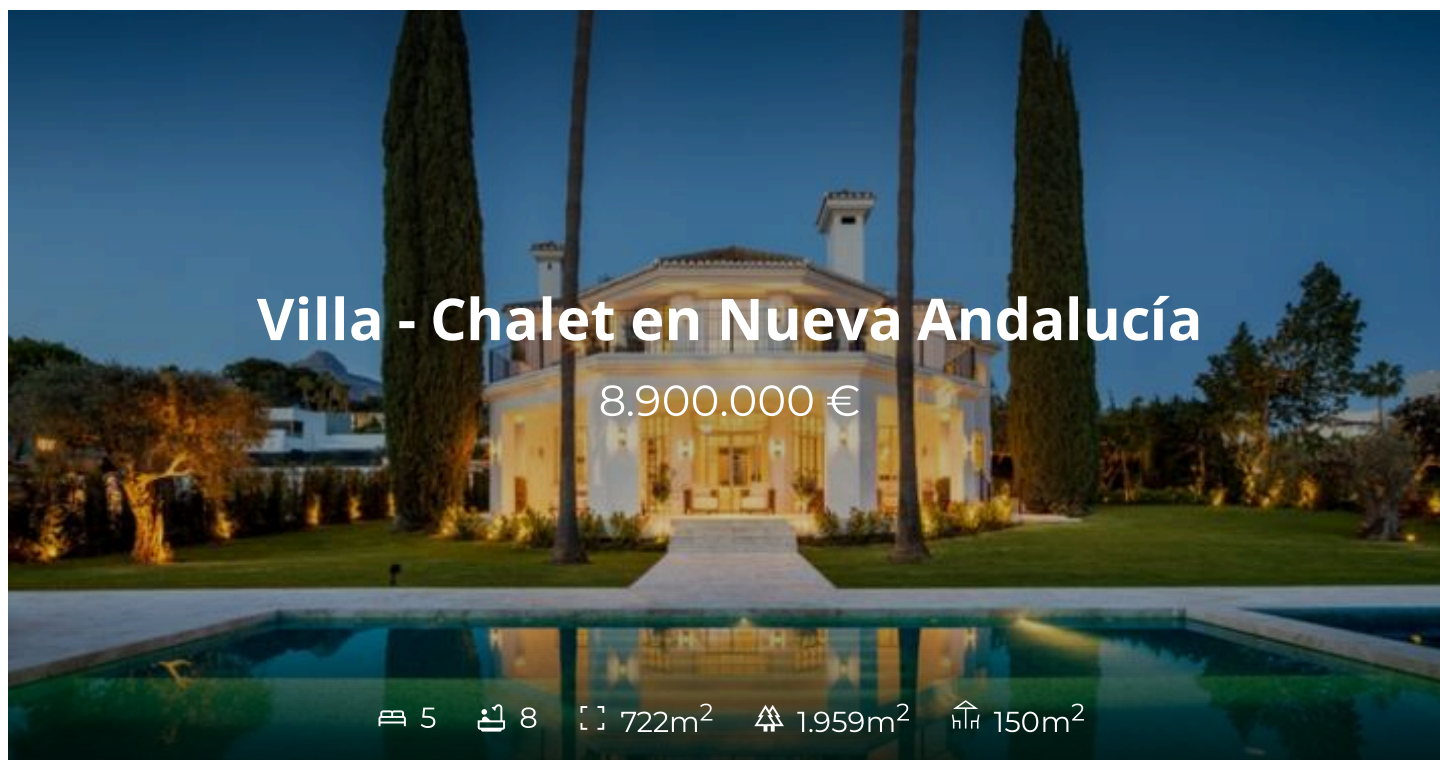 Villa - Chalet en Nueva Andalucía
8.900.000 €
5 8 722m² 1.959m² 150m²